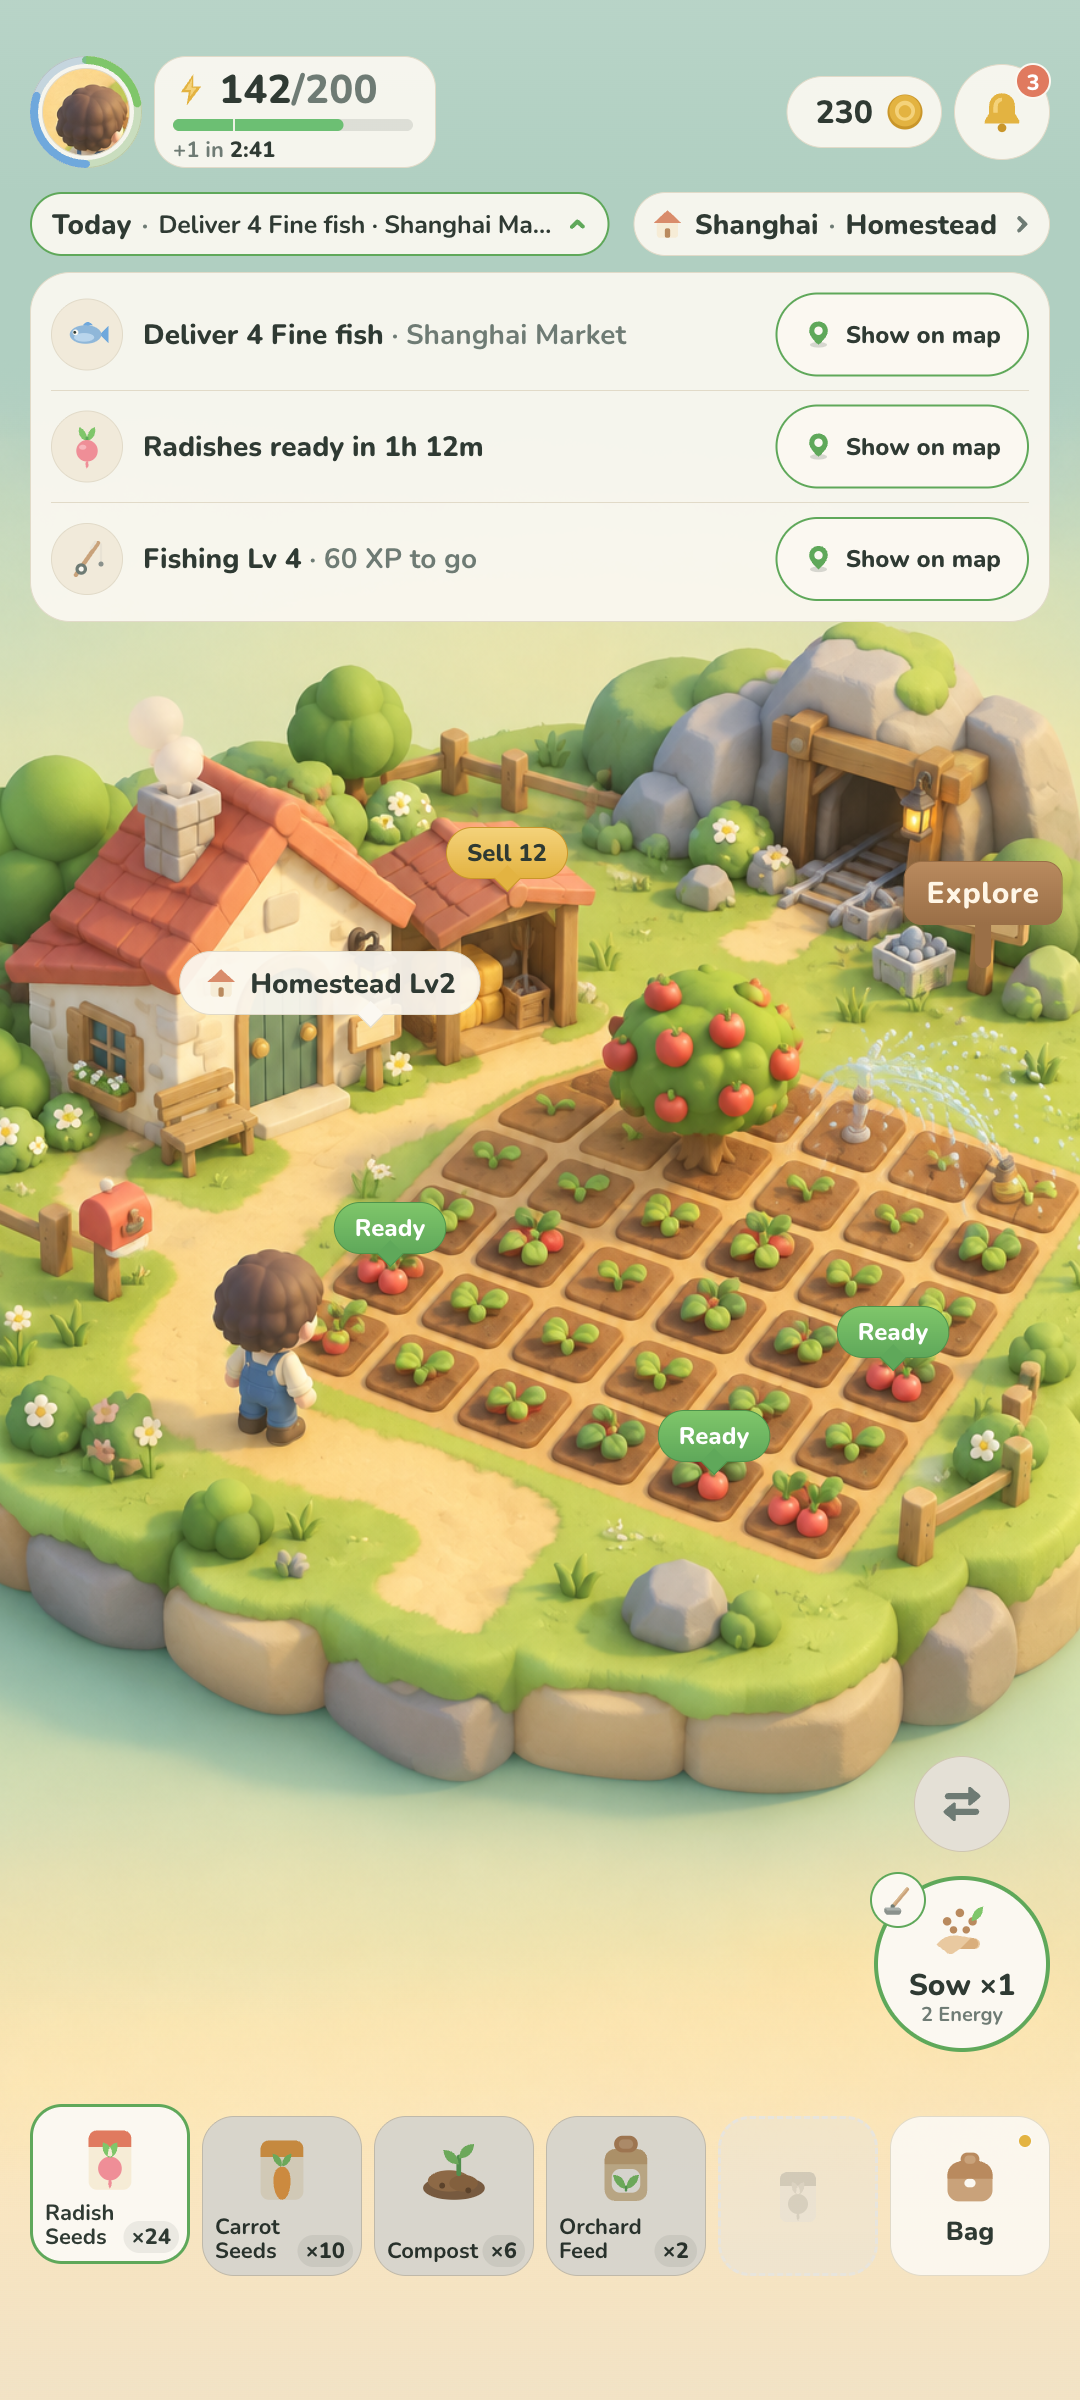 142/200
+1 in 2:41
230
3
Today · Deliver 4 Fine fish · Shanghai Ma...
Shanghai · Homestead
Deliver 4 Fine fish · Shanghai Market
Show on map
Radishes ready in 1h 12m
Show on map
Fishing Lv 4 · 60 XP to go
Show on map
Sell 12
Explore
Homestead Lv2
Ready
Ready
Ready
Sow ×1
2 Energy
Radish
Seeds ×24
Carrot
Seeds ×10
Compost ×6
Orchard
Feed ×2
Bag